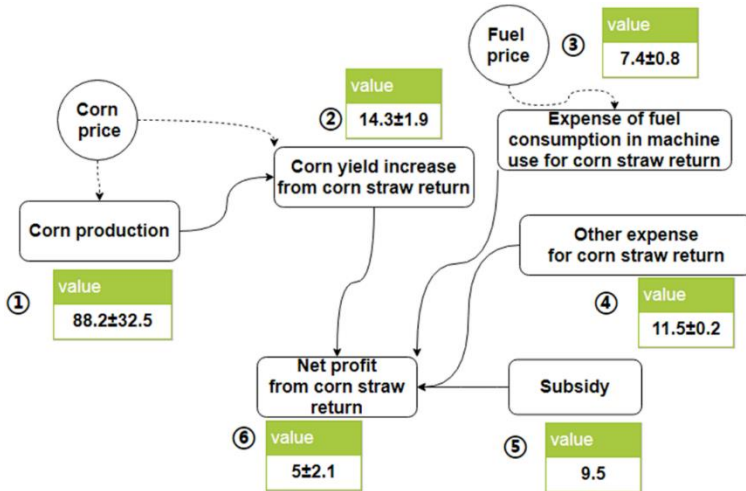 Fuel
price
③
value
7.4±0.8
Corn
price
②
value
14.3±1.9
Expense of fuel
consumption in machine
use for corn straw return
Corn yield increase
from corn straw return
Corn production
①
value
88.2±32.5
Other expense
for corn straw return
④
value
11.5±0.2
Net profit
from corn straw
return
Subsidy
⑥
value
5±2.1
⑤
value
9.5